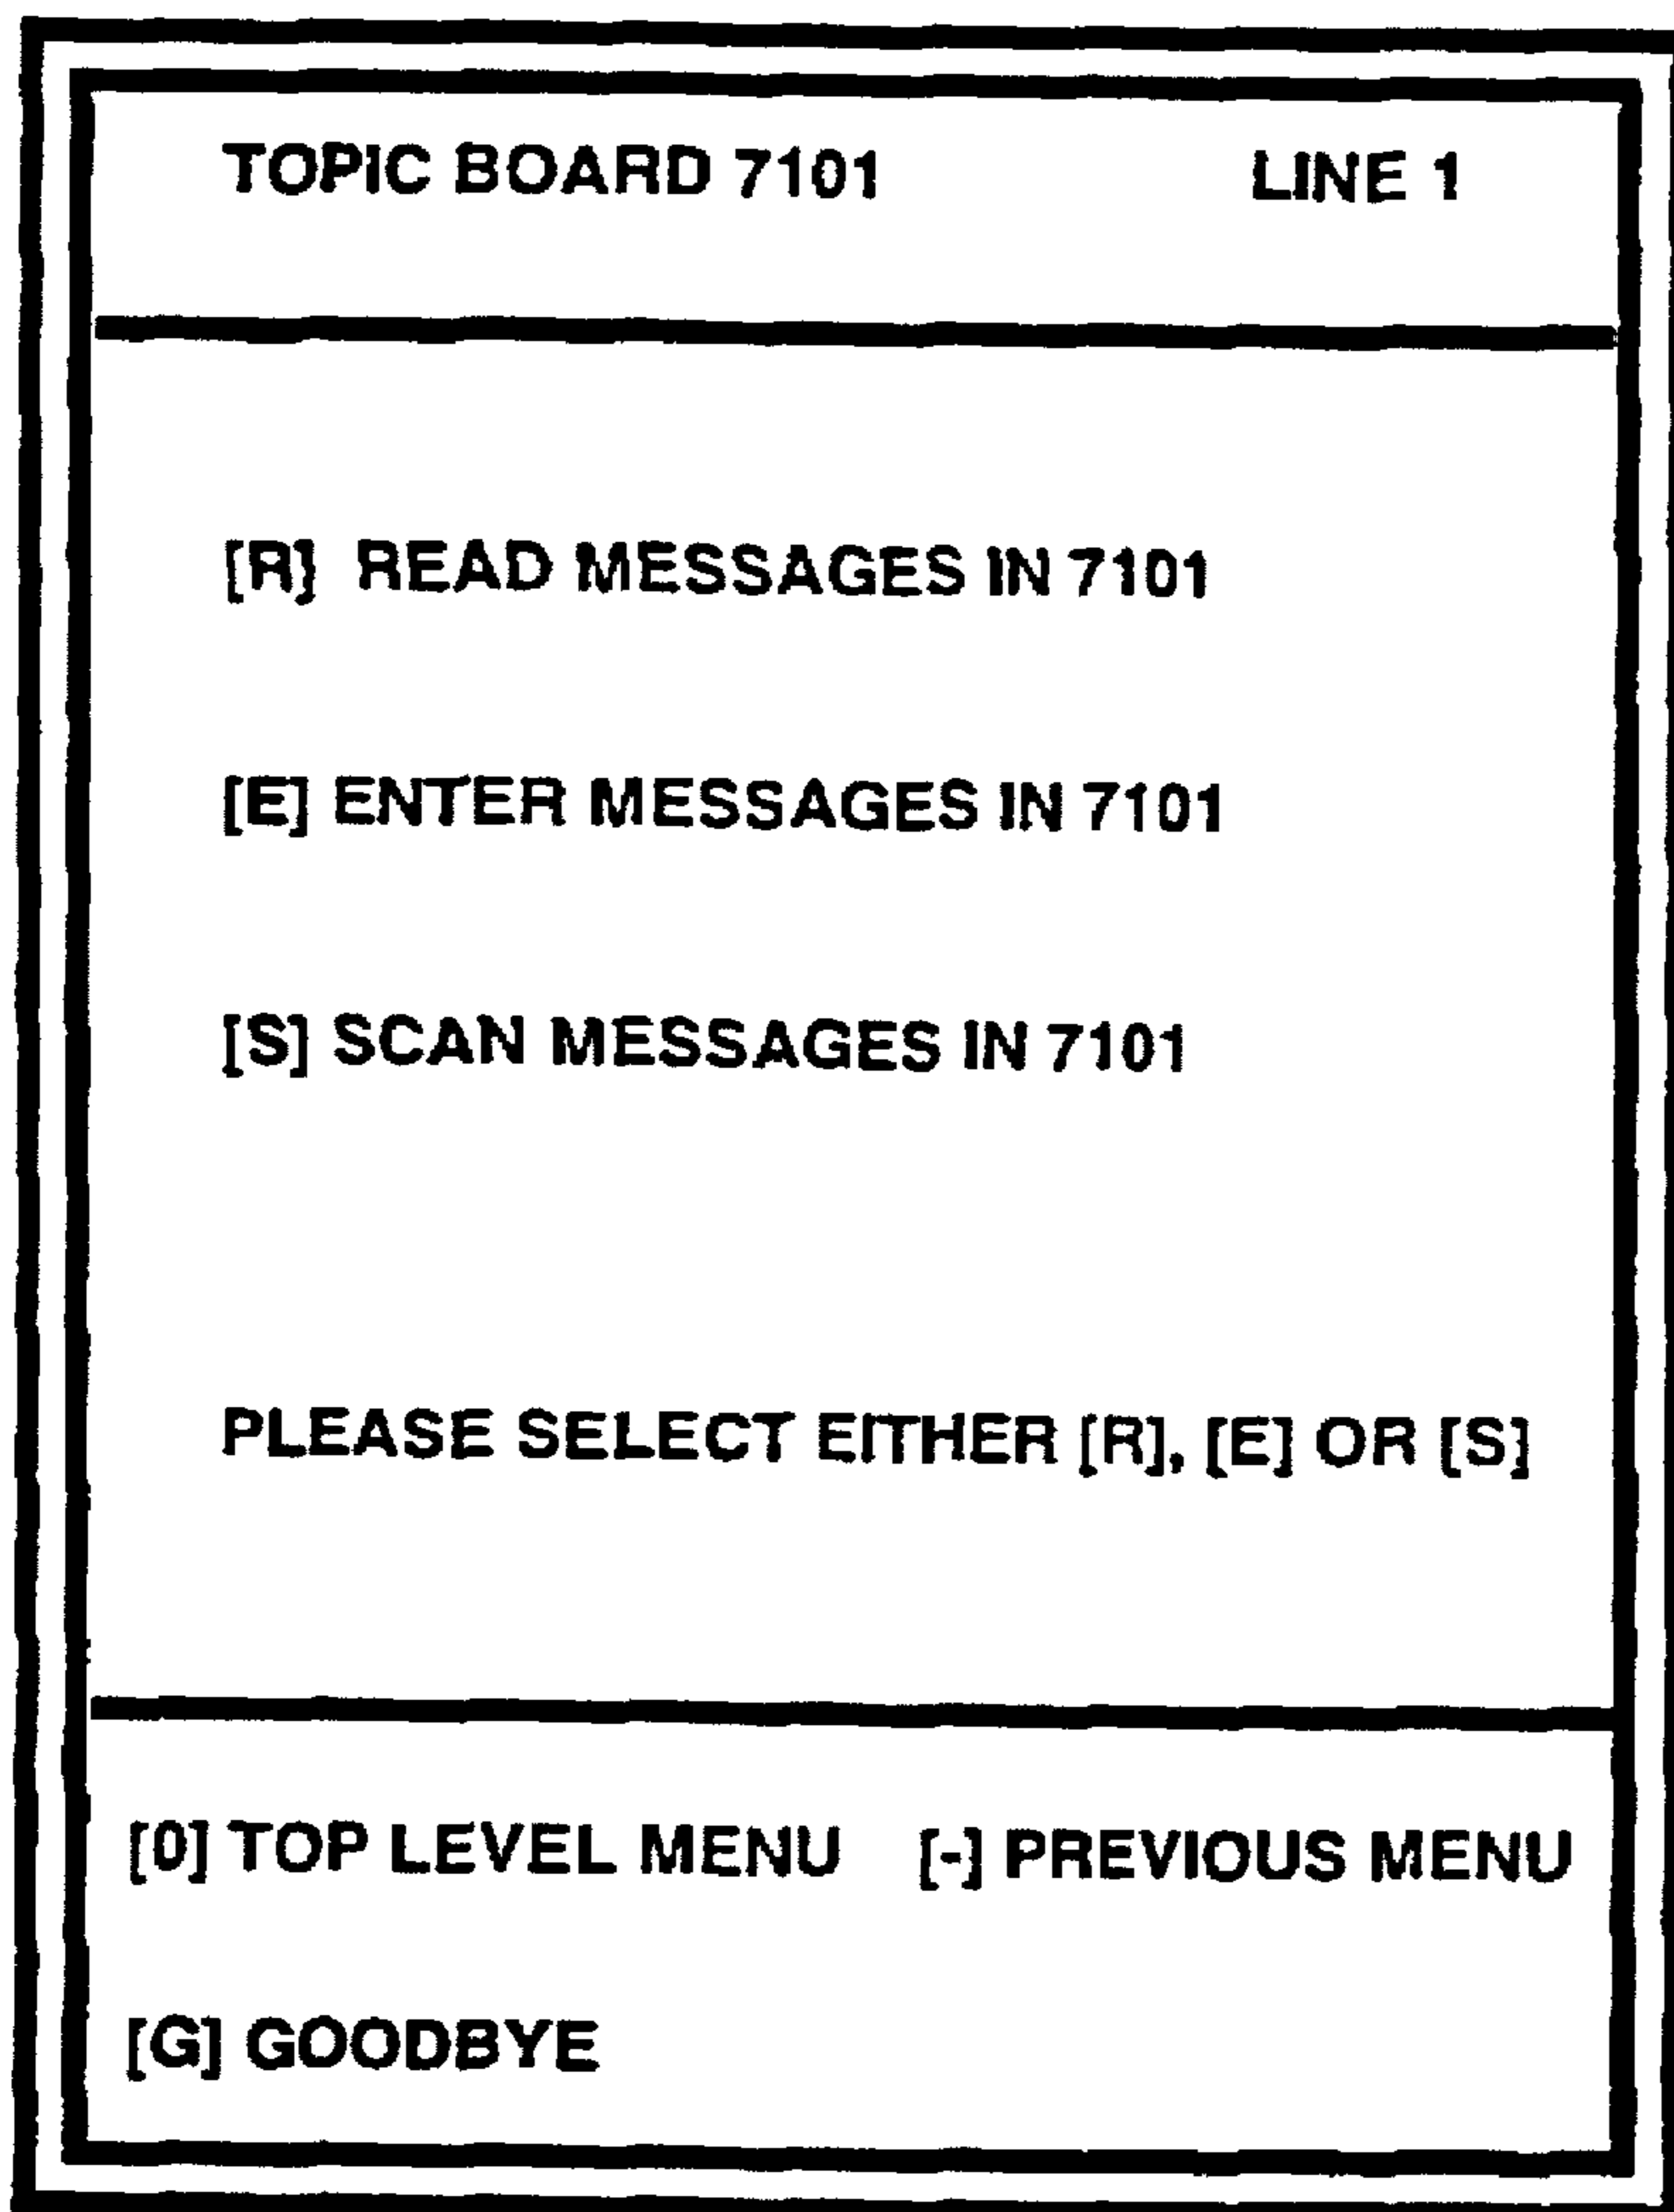 TOPIC BOARD 7101 LINE 1
[R] READ MESSAGES IN 7101
[E] ENTER MESSAGES IN 7101
[S] SCAN MESSAGES IN 7101
PLEASE SELECT EITHER [R], [E] OR [S]
[0] TOP LEVEL MENU [-] PREVIOUS MENU
[G] GOODBYE